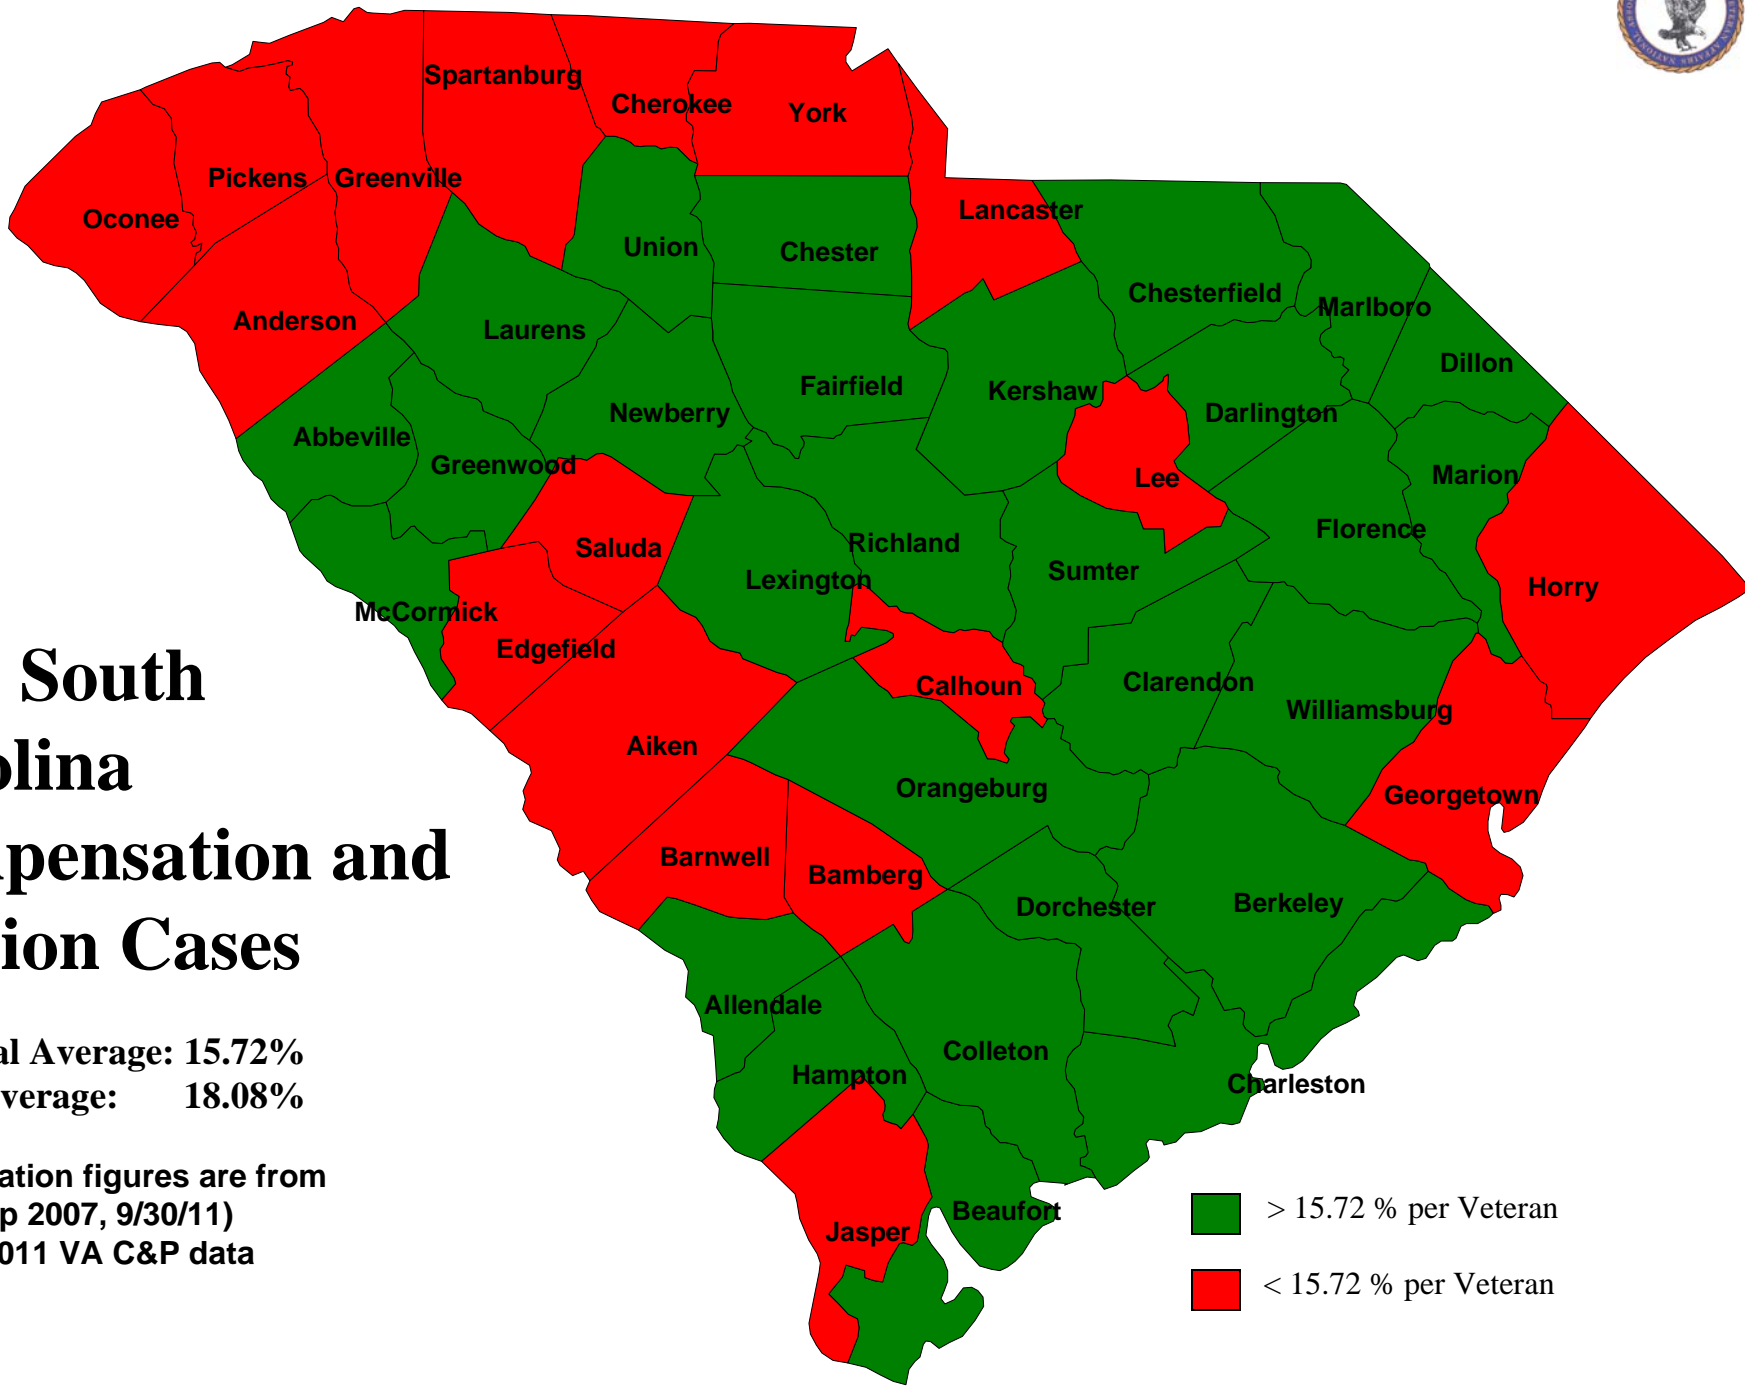 Spartanburg
Cherokee
York
Pickens
Greenville
Oconee
Lancaster
Union
Chester
Chesterfield
Marlboro
Anderson
Laurens
Dillon
Fairfield
Kershaw
Newberry
Darlington
Abbeville
Greenwood
Lee
Marion
Saluda
Richland
Florence
Lexington
Sumter
Horry
McCormick
Edgefield
Calhoun
Clarendon
Williamsburg
Aiken
Orangeburg
Georgetown
Barnwell
Bamberg
Dorchester
Berkeley
Allendale
Colleton
Hampton
Charleston
Beaufort
Jasper
South
olina
pensation and
ion Cases
al Average: 15.72%
verage: 18.08%
ation figures are from
p 2007, 9/30/11)
011 VA C&P data
> 15.72 % per Veteran
< 15.72 % per Veteran